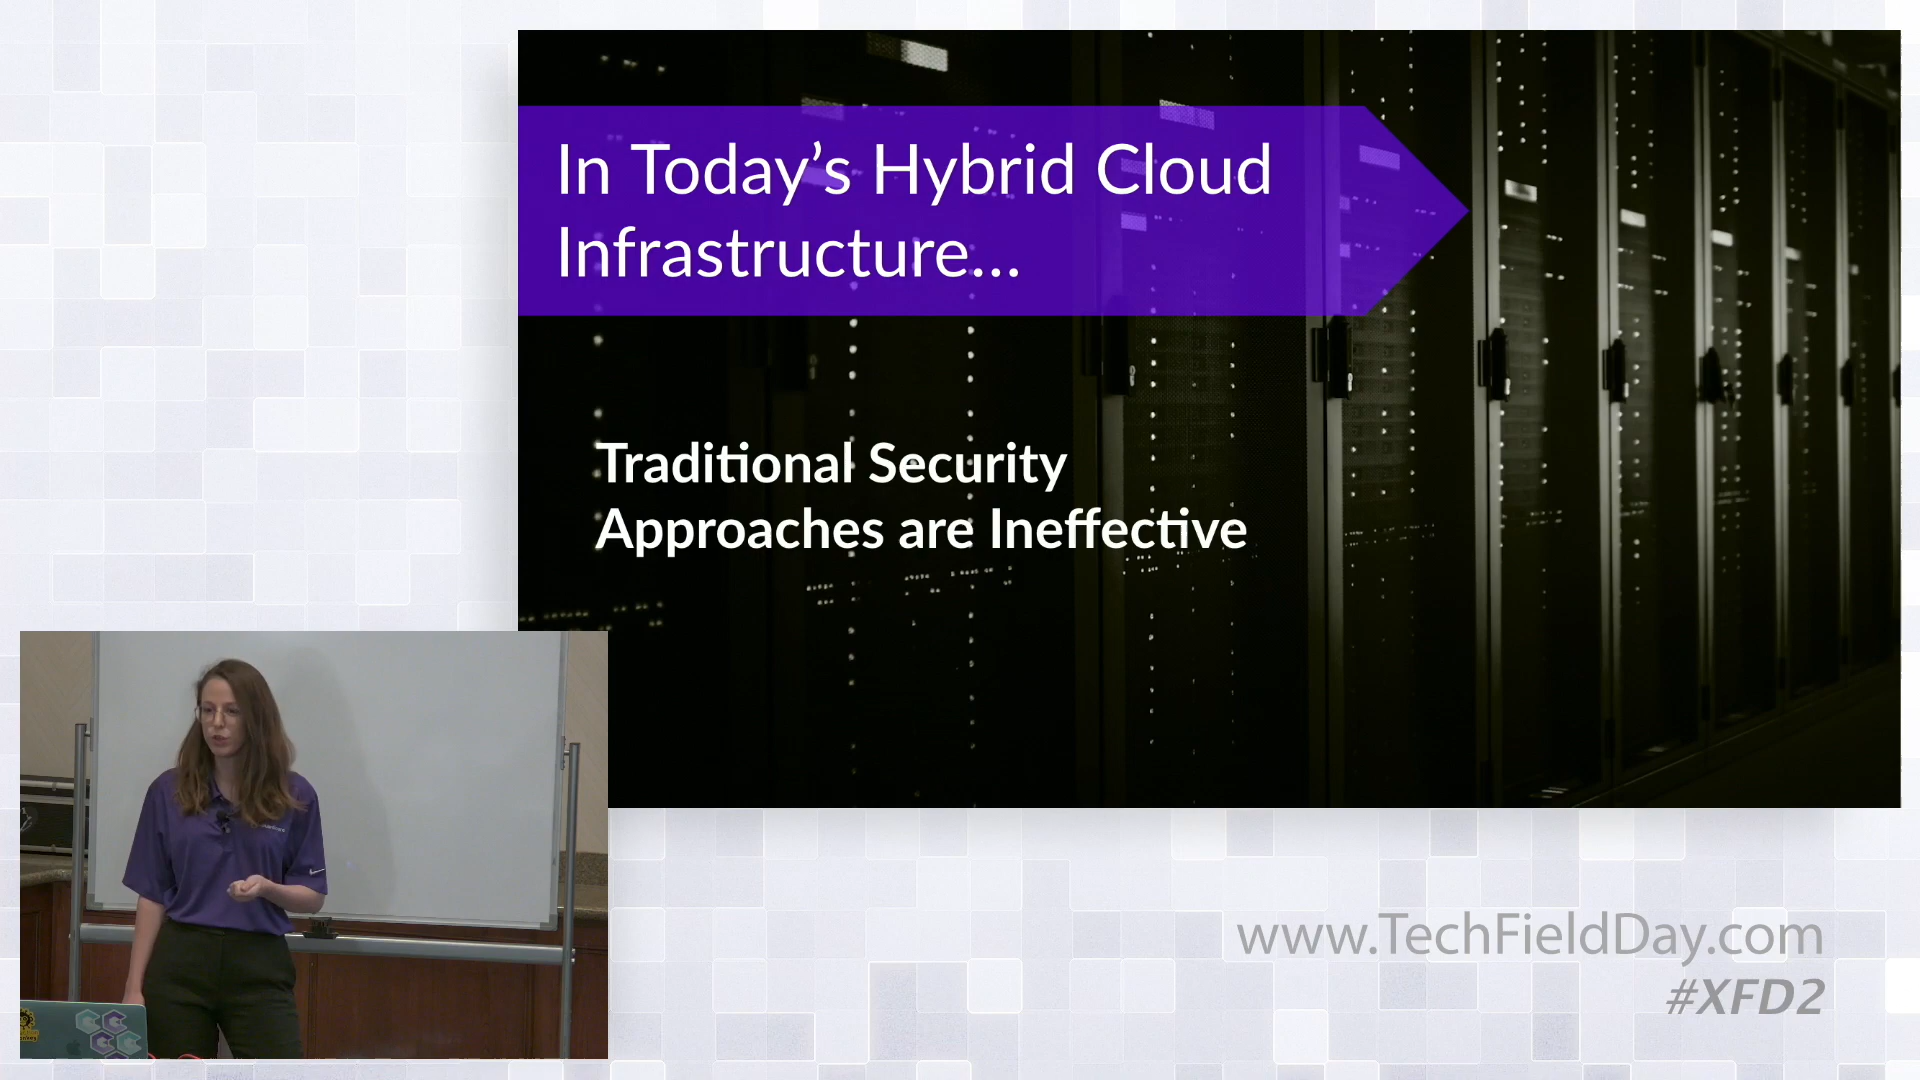 In Today’s Hybrid Cloud
Infrastructure...
Traditional Security
Approaches are Ineffective
www.TechFieldDay.com
#XFD2